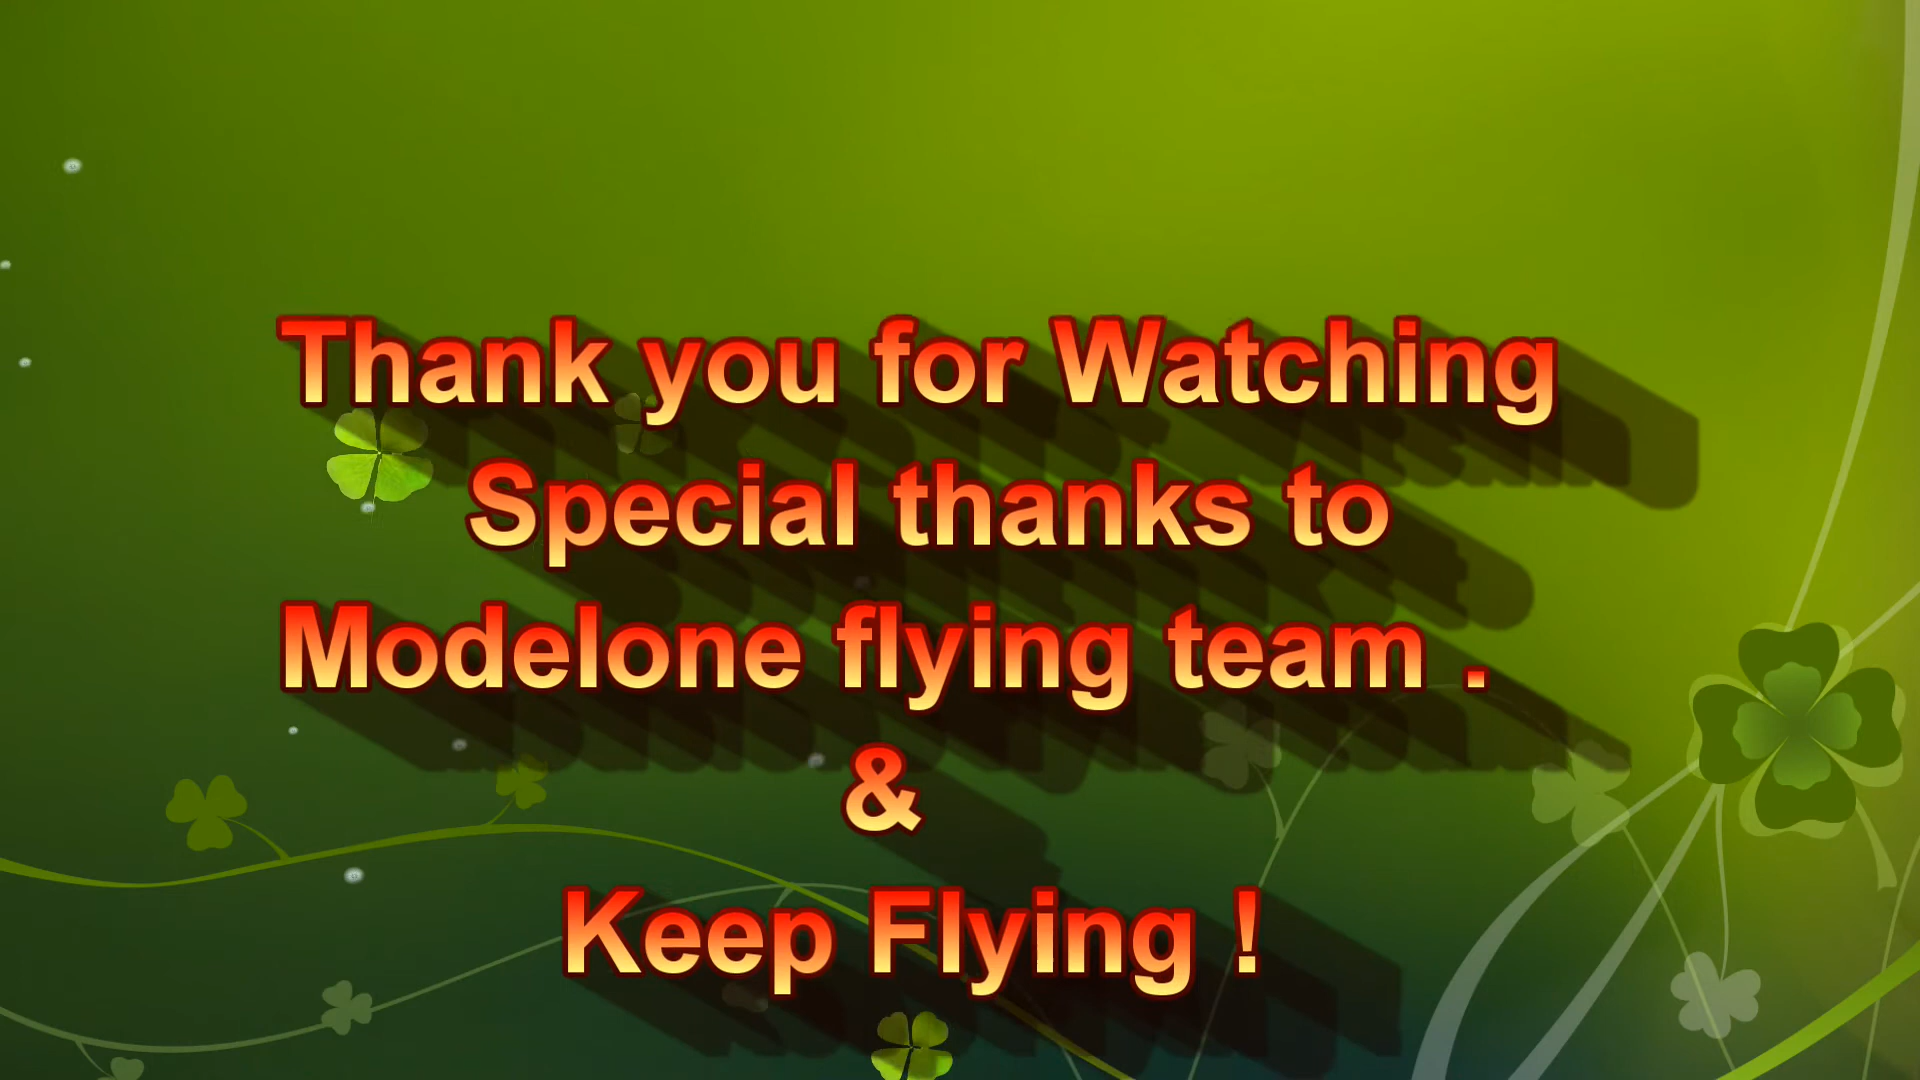 Thank you for Watching
Special thanks to
Modelone flying team .
&
Keep Flying !